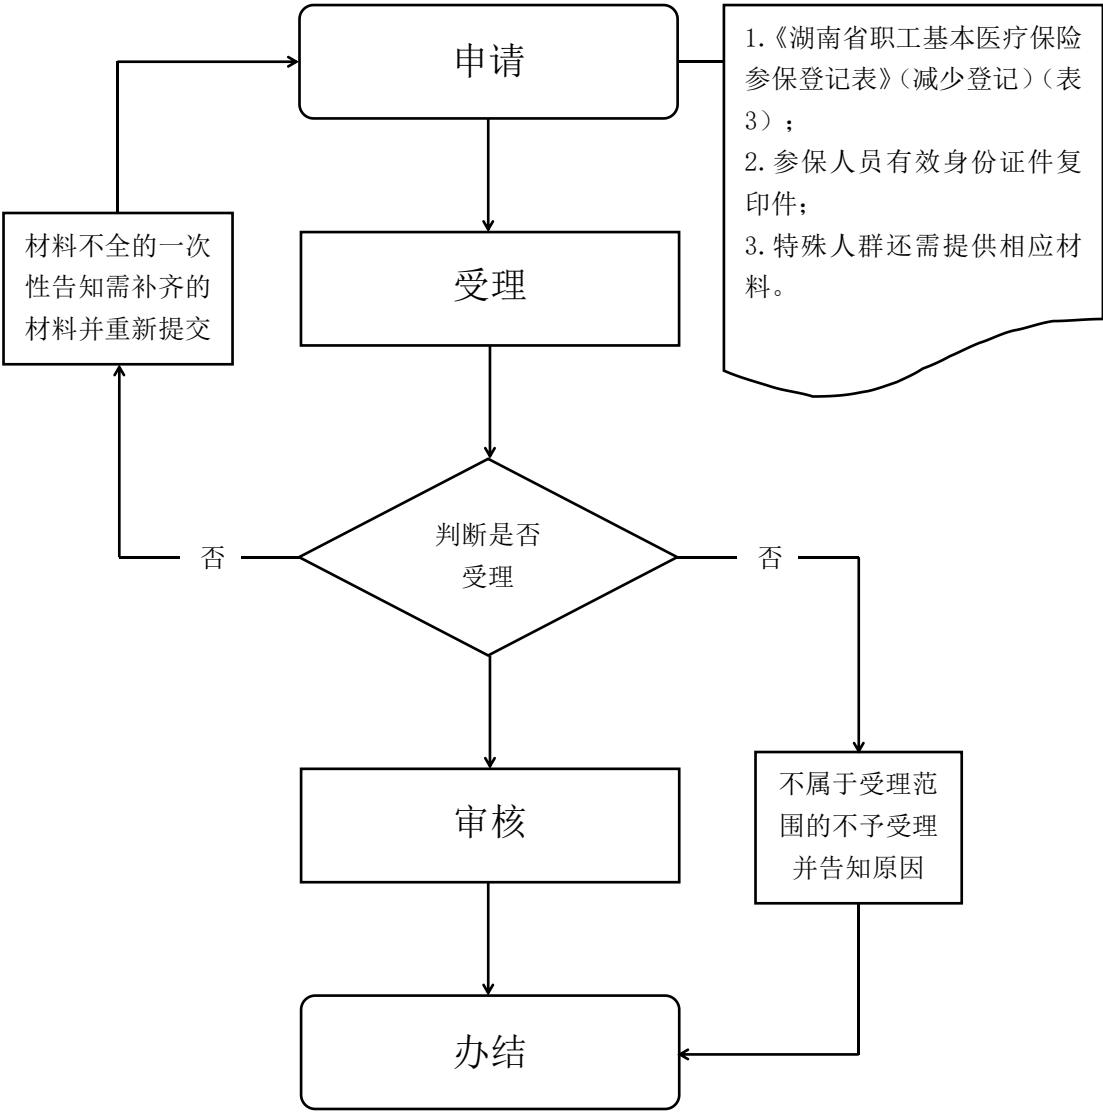 申请
1.《湖南省职工基本医疗保险
参保登记表》（减少登记）（表
3）；
2.参保人员有效身份证件复
印件；
3.特殊人群还需提供相应材
料。
材料不全的一次
性告知需补齐的
材料并重新提交
受理
判断是否
受理
否
否
审核
不属于受理范
围的不予受理
并告知原因
办结